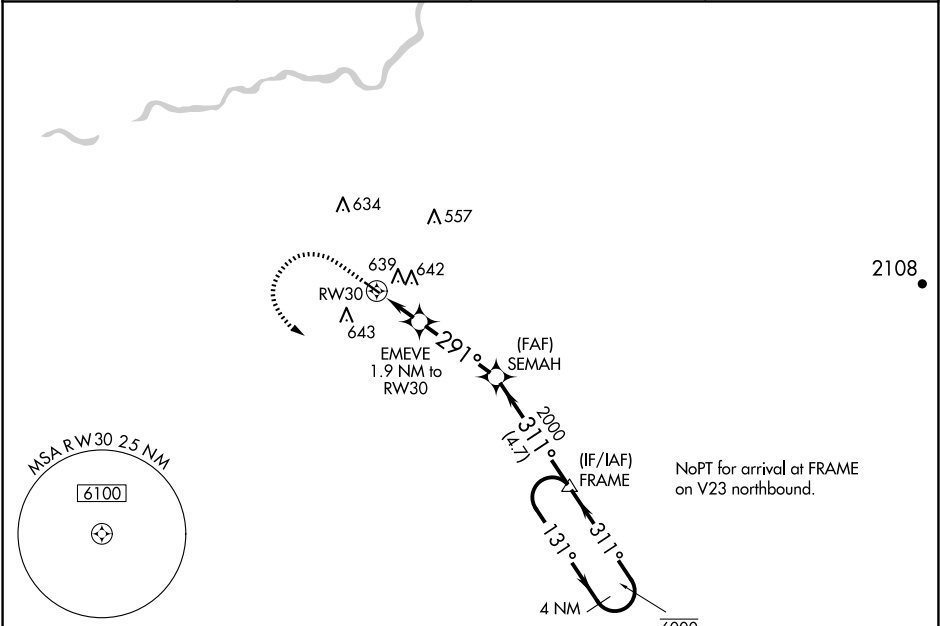 634
557
2108
639
642
RW30
643
EMEVE
1.9 NM to
RW30
291°
(FAF)
SEMAH
2000
311°
(4.7)
(IF/IAF)
FRAME
NoPT for arrival at FRAME
on V23 northbound.
MSA RW30 25 NM
6100
131°
311°
4 NM